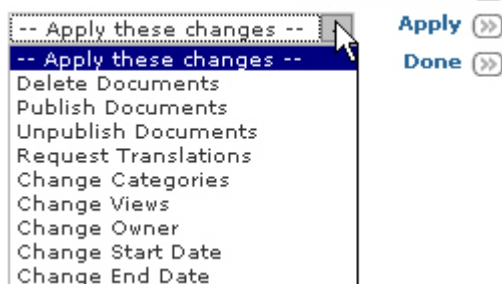 -- Apply these changes -- Apply
-- Apply these changes -- Done
Delete Documents
Publish Documents
Unpublish Documents
Request Translations
Change Categories
Change Views
Change Owner
Change Start Date
Change End Date